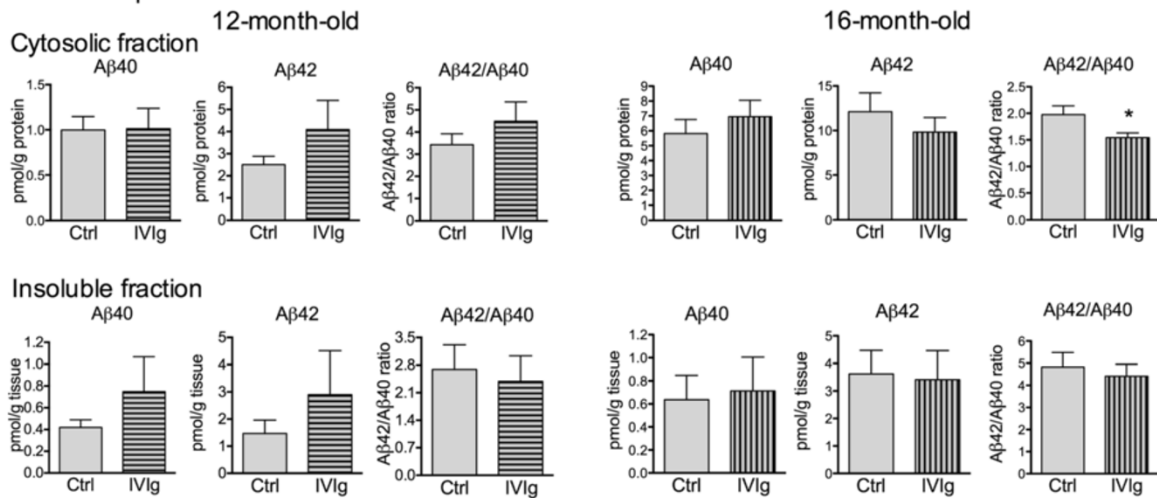 12-month-old
16-month-old
Cytosolic fraction
Aβ40
pmol/g protein
1.5
1.0
0.5
0.0
Ctrl IVIg
Aβ42
pmol/g protein
6
5
4
3
2
1
0
Ctrl IVIg
Aβ42/Aβ40
Aβ42/Aβ40 ratio
6
5
4
3
2
1
0
Ctrl IVIg
Aβ40
pmol/g protein
9
8
7
6
5
4
3
2
1
0
Ctrl IVIg
Aβ42
pmol/g protein
15
10
5
0
Ctrl IVIg
Aβ42/Aβ40
Aβ42/Aβ40 ratio
2.5
2.0
1.5
1.0
0.5
0.0
*
Ctrl IVIg
Insoluble fraction
Aβ40
pmol/g tissue
1.2
1.0
0.8
0.6
0.4
0.2
0.0
Ctrl IVIg
Aβ42
pmol/g tissue
5
4
3
2
1
0
Ctrl IVIg
Aβ42/Aβ40
Aβ42/Aβ40 ratio
3.5
2.8
2.1
1.4
0.7
0.0
Ctrl IVIg
Aβ40
pmol/g tissue
1.2
1.0
0.8
0.6
0.4
0.2
0.0
Ctrl IVIg
Aβ42
pmol/g tissue
5
4
3
2
1
0
Ctrl IVIg
Aβ42/Aβ40
Aβ42/Aβ40 ratio
6
5
4
3
2
1
0
Ctrl IVIg